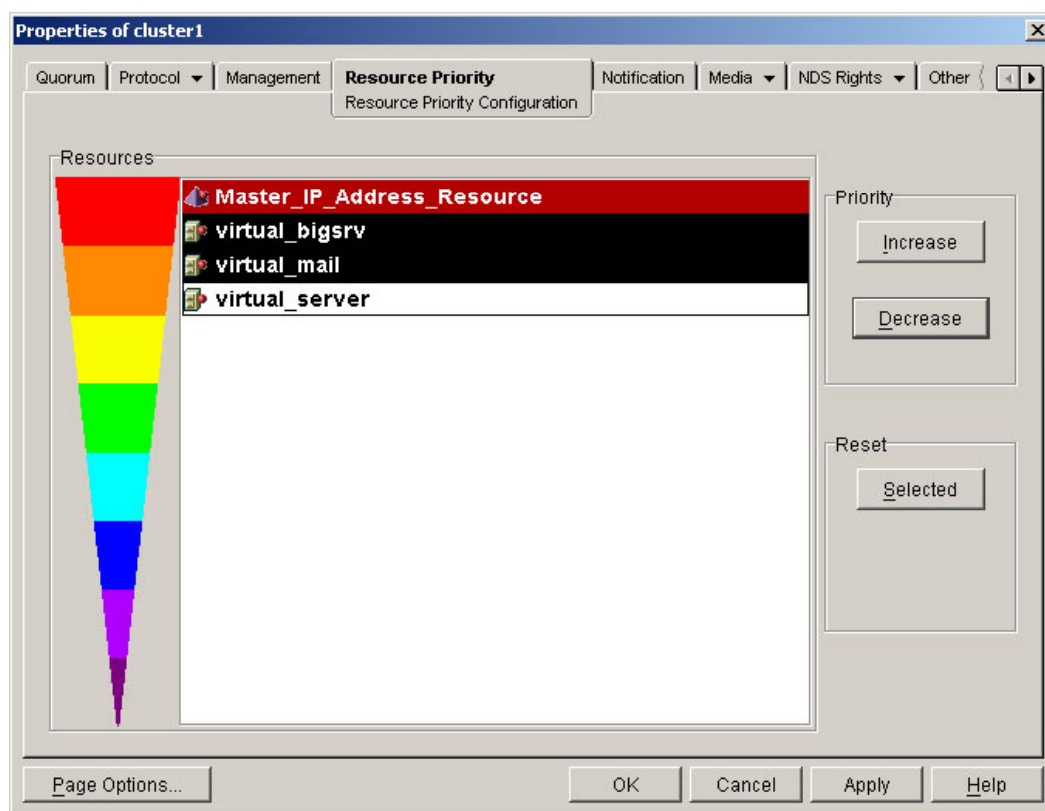 Properties of cluster1
Quorum Protocol Management Resource Priority Notification Media NDS Rights Other
Resource Priority Configuration
Resources
Master_IP_Address_Resource
virtual_bigsrv
virtual_mail
virtual_server
Priority
Increase
Decrease
Reset
Selected
Page Options... OK Cancel Apply Help